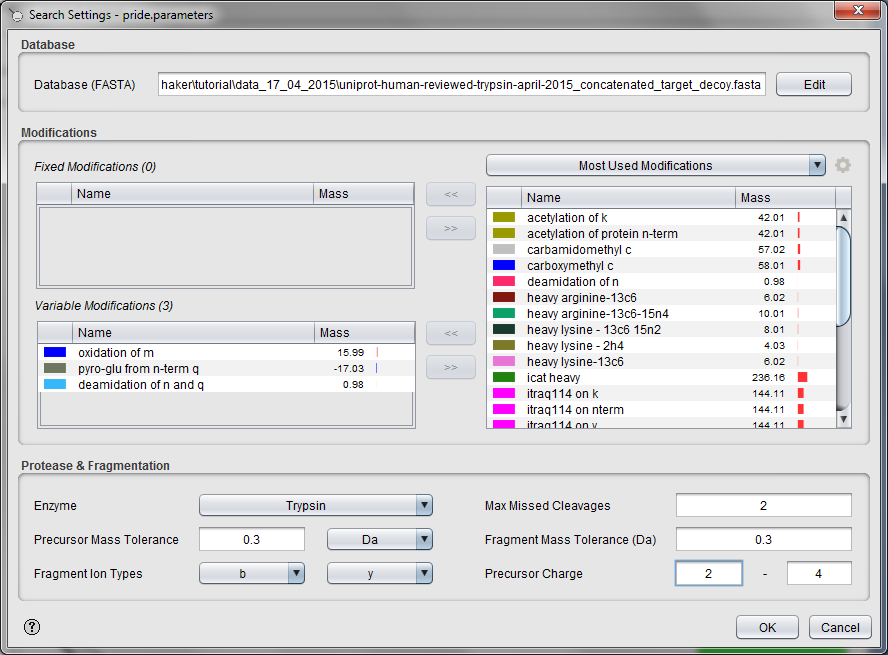 Search Settings - pride.parameters
Database
Database (FASTA) haker\tutorial\data_17_04_2015\uniprot-human-reviewed-trypsin-april-2015_concatenated_target_decoy.fasta Edit
Modifications
Fixed Modifications (0)
Name Mass
<<
>>
Variable Modifications (3)
Name Mass
oxidation of m 15.99
pyro-glu from n-term q -17.03
deamidation of n and q 0.98
<<
>>
Most Used Modifications
Name Mass
acetylation of k 42.01
acetylation of protein n-term 42.01
carbamidomethyl c 57.02
carboxymethyl c 58.01
deamidation of n 0.98
heavy arginine-13c6 6.02
heavy arginine-13c6-15n4 10.01
heavy lysine - 13c6 15n2 8.01
heavy lysine - 2h4 4.03
heavy lysine-13c6 6.02
icat heavy 236.16
itraq114 on k 144.11
itraq114 on nterm 144.11
itraq114 on y 144.11
Protease & Fragmentation
Enzyme Trypsin Max Missed Cleavages 2
Precursor Mass Tolerance 0.3 Da Fragment Mass Tolerance (Da) 0.3
Fragment Ion Types b y Precursor Charge 2 - 4
? OK Cancel